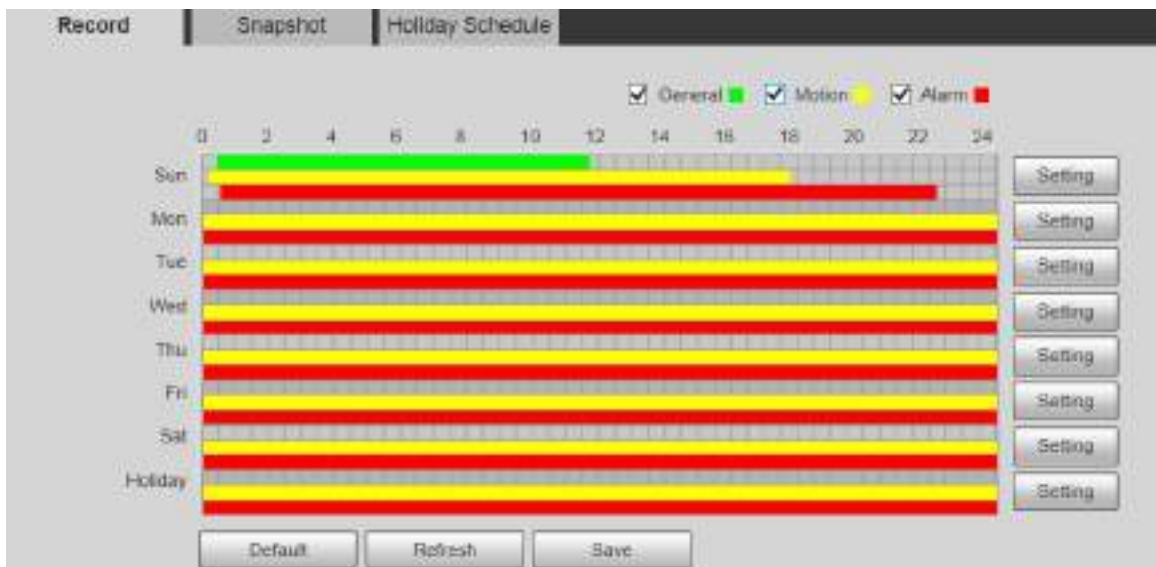 Record Snapshot Holiday Schedule
General Motion Alarm
0 2 4 6 8 10 12 14 16 18 20 22 24
Sun Setting
Mon Setting
Tue Setting
Wed Setting
Thu Setting
Fri Setting
Sat Setting
Holiday Setting
Default Refresh Save